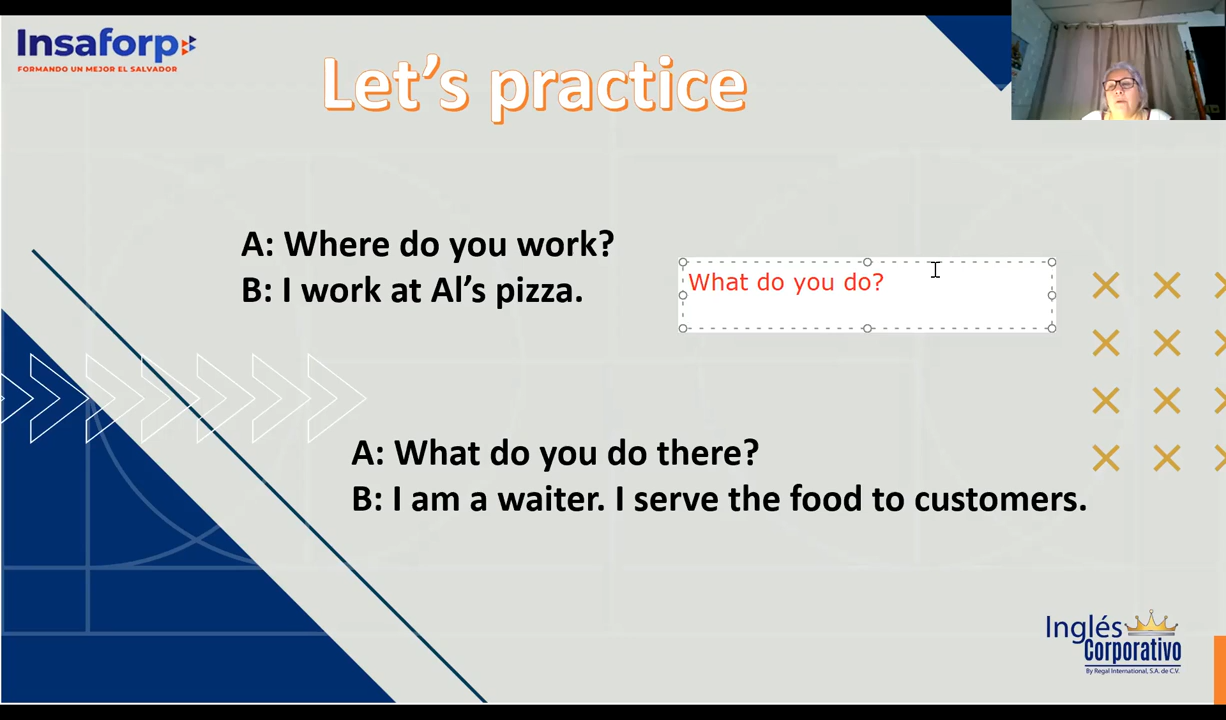 Insaforp
FORMANDO UN MEJOR EL SALVADOR
Let's practice
A: Where do you work?
B: I work at Al's pizza.
What do you do?
A: What do you do there?
B: I am a waiter. I serve the food to customers.
Inglés
Corporativo
By Regal International, S.A. de C.V.